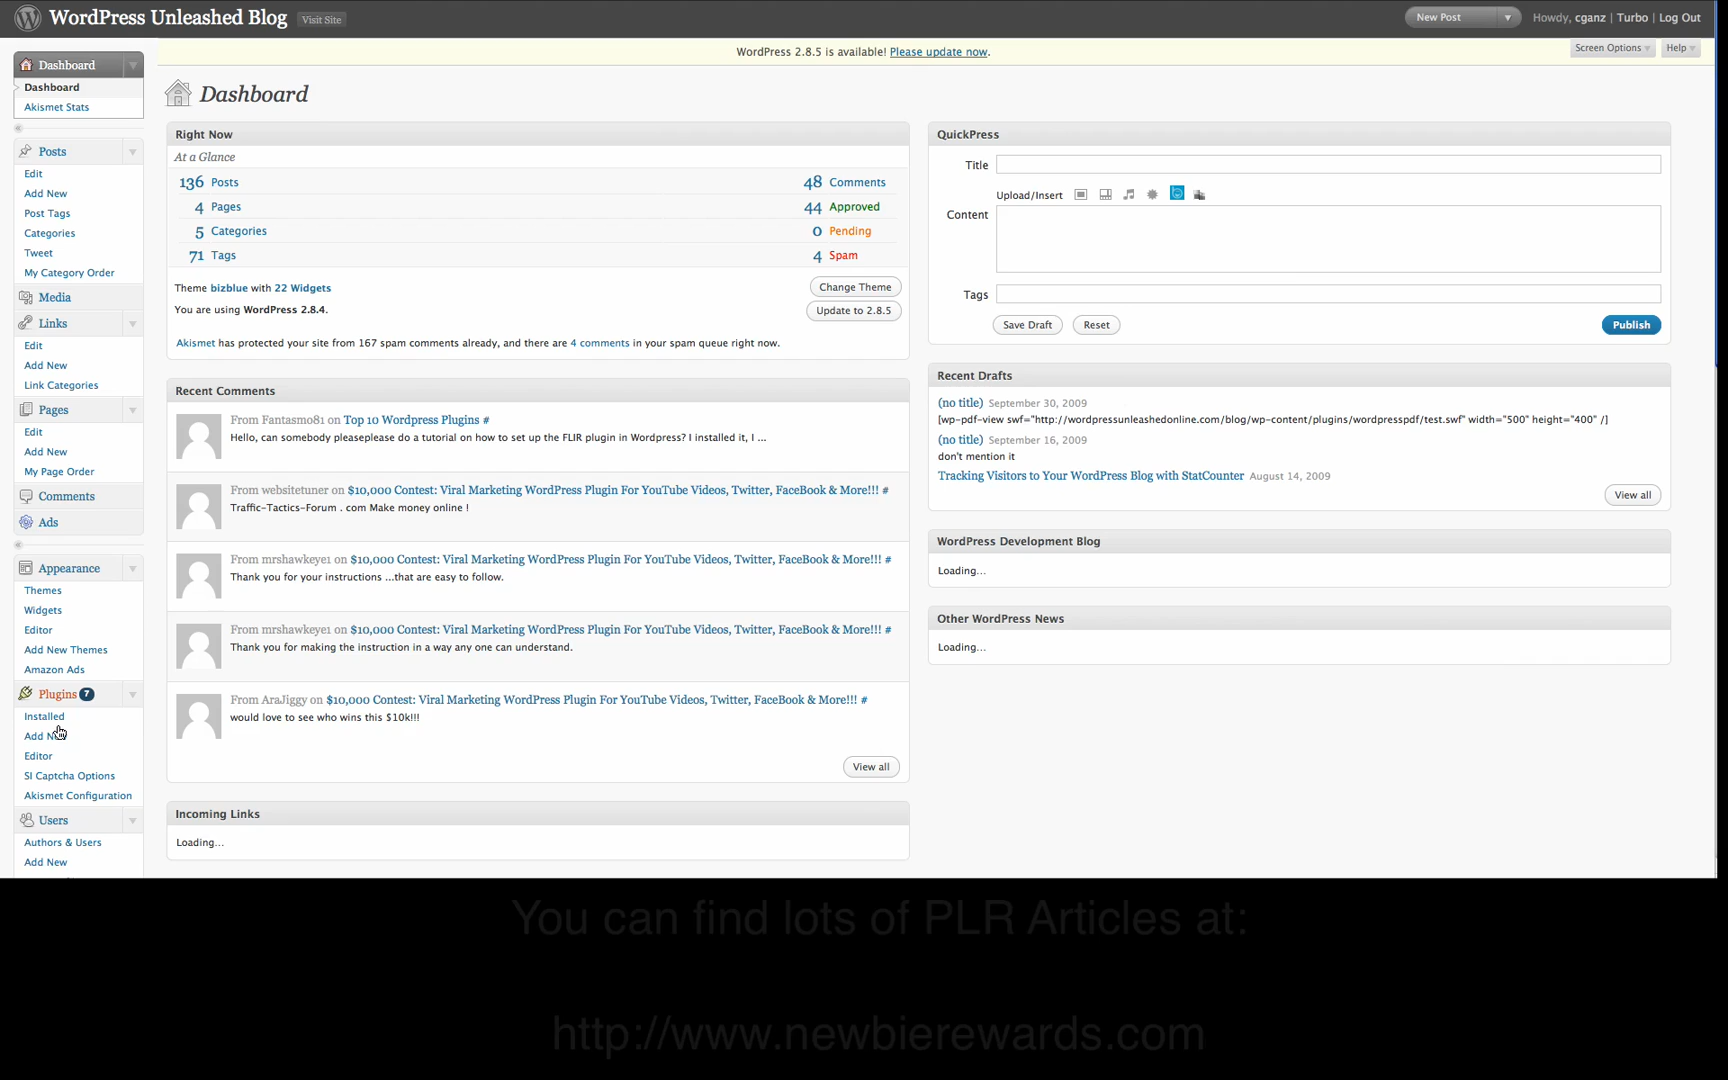 WordPress Unleashed Blog Visit Site
New Post
Howdy, cganz | Turbo | Log Out
WordPress 2.8.5 is available! Please update now.
Screen Options
Help
Dashboard
Dashboard
Akismet Stats
Posts
Edit
Add New
Post Tags
Categories
Tweet
My Category Order
Media
Links
Edit
Add New
Link Categories
Pages
Edit
Add New
My Page Order
Comments
Ads
Appearance
Themes
Widgets
Editor
Add New Themes
Amazon Ads
Plugins 7
Installed
Add
Editor
SI Captcha Options
Akismet Configuration
Users
Authors & Users
Add New
Dashboard
Right Now
At a Glance
136 Posts
48 Comments
4 Pages
44 Approved
5 Categories
0 Pending
71 Tags
4 Spam
Theme bizblue with 22 Widgets
Change Theme
You are using WordPress 2.8.4.
Update to 2.8.5
Akismet has protected your site from 167 spam comments already, and there are 4 comments in your spam queue right now.
Recent Comments
From Fantasmo81 on Top 10 Wordpress Plugins #
Hello, can somebody pleaseplease do a tutorial on how to set up the FLIR plugin in Wordpress? I installed it, I ...
From websitetuner on $10,000 Contest: Viral Marketing WordPress Plugin For YouTube Videos, Twitter, FaceBook & More!!! #
Traffic-Tactics-Forum . com Make money online !
From mrshawkeye1 on $10,000 Contest: Viral Marketing WordPress Plugin For YouTube Videos, Twitter, FaceBook & More!!! #
Thank you for your instructions ...that are easy to follow.
From mrshawkeye1 on $10,000 Contest: Viral Marketing WordPress Plugin For YouTube Videos, Twitter, FaceBook & More!!! #
Thank you for making the instruction in a way any one can understand.
From AraJiggy on $10,000 Contest: Viral Marketing WordPress Plugin For YouTube Videos, Twitter, FaceBook & More!!! #
would love to see who wins this $10k!!!
View all
Incoming Links
Loading...
QuickPress
Title
Upload/Insert
Content
Tags
Save Draft
Reset
Publish
Recent Drafts
(no title) September 30, 2009
[wp-pdf-view swf="http://wordpressunleashedonline.com/blog/wp-content/plugins/wordpresspdf/test.swf" width="500" height="400" /]
(no title) September 16, 2009
don't mention it
Tracking Visitors to Your WordPress Blog with StatCounter August 14, 2009
View all
WordPress Development Blog
Loading...
Other WordPress News
Loading...
You can find lots of PLR Articles at:
http://www.newbierewards.com